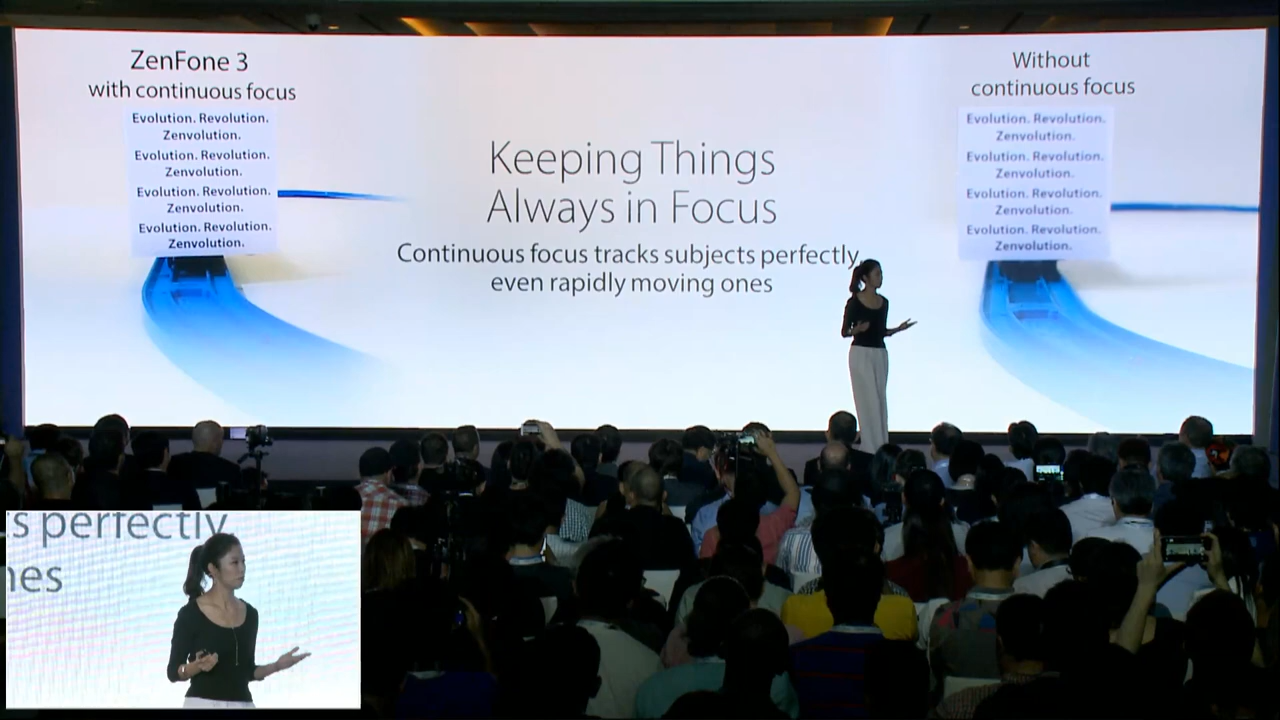 ZenFone 3
with continuous focus
Evolution. Revolution.
Zenvolution.
Evolution. Revolution.
Zenvolution.
Evolution. Revolution.
Zenvolution.
Evolution. Revolution.
Zenvolution.
Keeping Things
Always in Focus
Continuous focus tracks subjects perfectly,
even rapidly moving ones
Without
continuous focus
Evolution. Revolution.
Zenvolution.
Evolution. Revolution.
Zenvolution.
Evolution. Revolution.
Zenvolution.
Evolution. Revolution.
Zenvolution.
s perfectly
nes